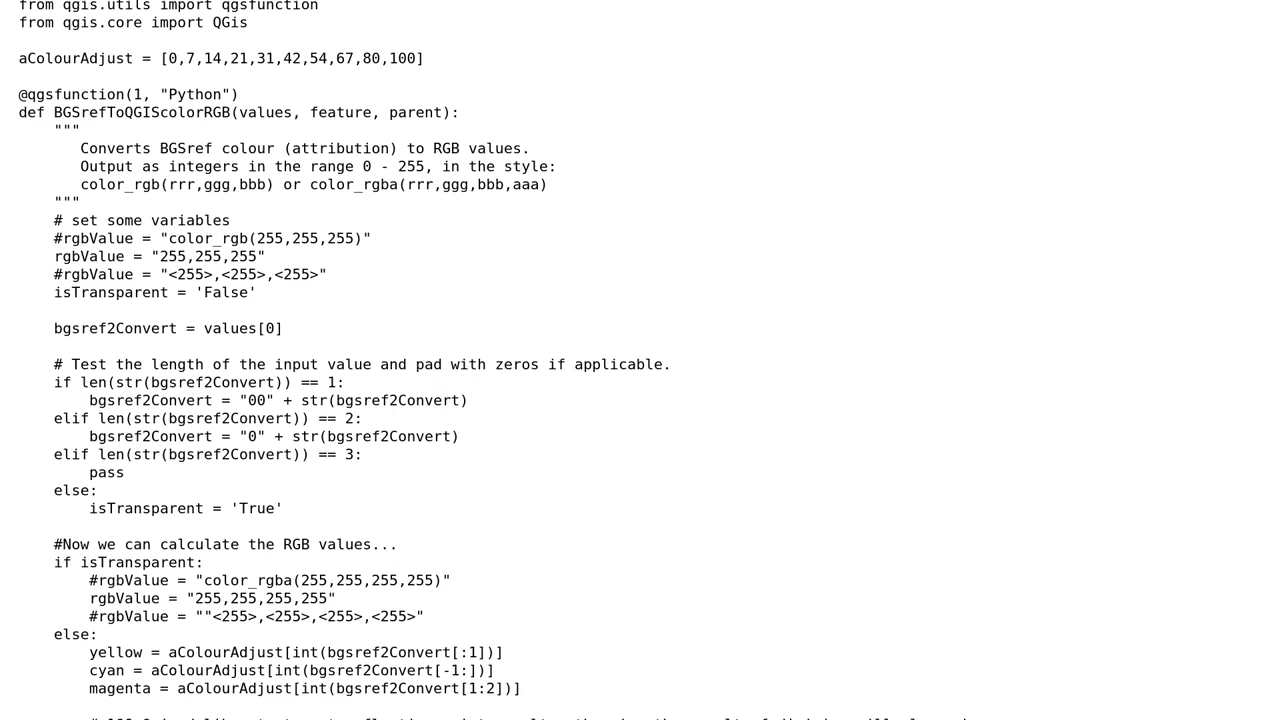 from qgis.utils import qgsfunction
from qgis.core import QGis

aColourAdjust = [0,7,14,21,31,42,54,67,80,100]

@qgsfunction(1, "Python")
def BGSrefToQGIScolorRGB(values, feature, parent):
    """
       Converts BGSref colour (attribution) to RGB values.
       Output as integers in the range 0 - 255, in the style:
       color_rgb(rrr,ggg,bbb) or color_rgba(rrr,ggg,bbb,aaa)
    """
    # set some variables
    #rgbValue = "color_rgb(255,255,255)"
    rgbValue = "255,255,255"
    #rgbValue = "<255>,<255>,<255>"
    isTransparent = 'False'

    bgsref2Convert = values[0]

    # Test the length of the input value and pad with zeros if applicable.
    if len(str(bgsref2Convert)) == 1:
        bgsref2Convert = "00" + str(bgsref2Convert)
    elif len(str(bgsref2Convert)) == 2:
        bgsref2Convert = "0" + str(bgsref2Convert)
    elif len(str(bgsref2Convert)) == 3:
        pass
    else:
        isTransparent = 'True'

    #Now we can calculate the RGB values...
    if isTransparent:
        #rgbValue = "color_rgba(255,255,255,255)"
        rgbValue = "255,255,255,255"
        #rgbValue = ""<255>,<255>,<255>,<255>"
    else:
        yellow = aColourAdjust[int(bgsref2Convert[:1])]
        cyan = aColourAdjust[int(bgsref2Convert[-1:])]
        magenta = aColourAdjust[int(bgsref2Convert[1:2])]